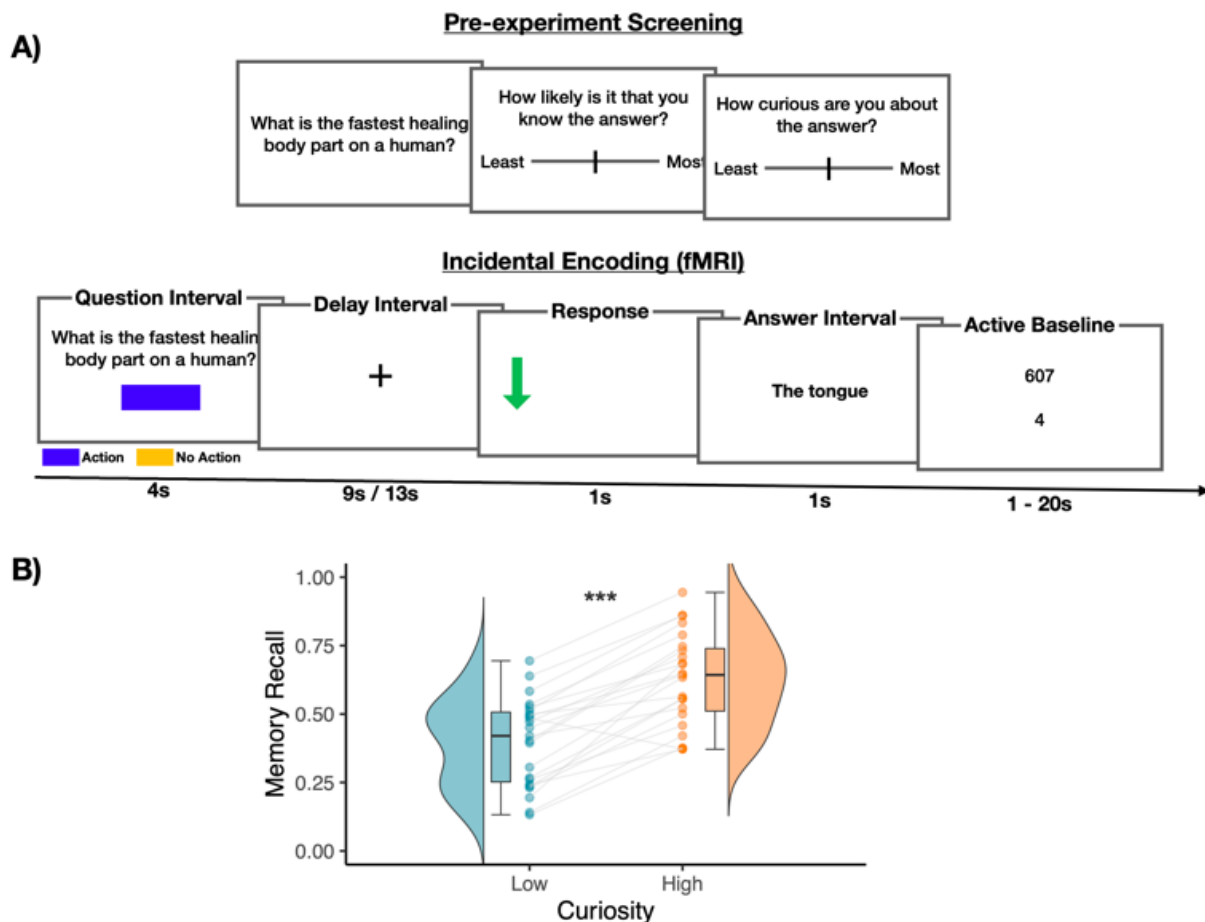 A)
Pre-experiment Screening
What is the fastest healing
body part on a human?
How likely is it that you
know the answer?
Least
Most
How curious are you about
the answer?
Least
Most
Incidental Encoding (fMRI)
Question Interval
What is the fastest healin
body part on a human?
Action
No Action
Delay Interval
+
Response
Answer Interval
The tongue
Active Baseline
607
4
4s
9s / 13s
1s
1s
1 - 20s
B)
Memory Recall
1.00
0.75
0.50
0.25
0.00
***
Low
High
Curiosity